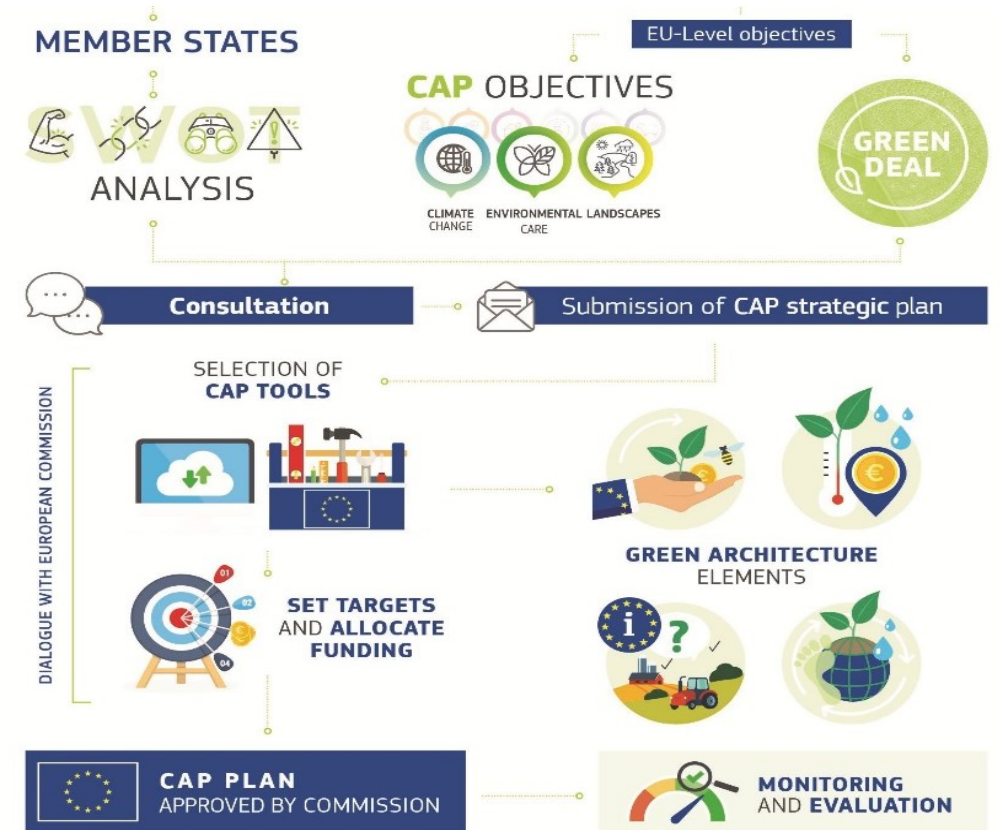 MEMBER STATES
SWOT
ANALYSIS
EU-Level objectives
CAP OBJECTIVES
CLIMATE
CHANGE
ENVIRONMENTAL
CARE
LANDSCAPES
GREEN
DEAL
Consultation
Submission of CAP strategic plan
DIALOGUE WITH EUROPEAN COMMISSION
SELECTION OF
CAP TOOLS
01
02
04
SET TARGETS
AND ALLOCATE
FUNDING
€
€
GREEN ARCHITECTURE
ELEMENTS
i
?
CAP PLAN
APPROVED BY COMMISSION
MONITORING
AND EVALUATION